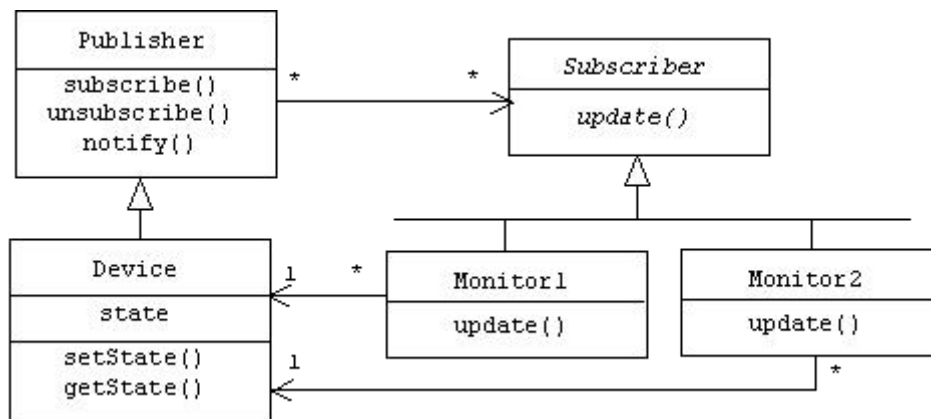 Publisher
subscribe()
unsubscribe()
notify()
* *
Subscriber
update()
Device
state
setState()
getState()
1 *
Monitor1
update()
Monitor2
update()
1 *